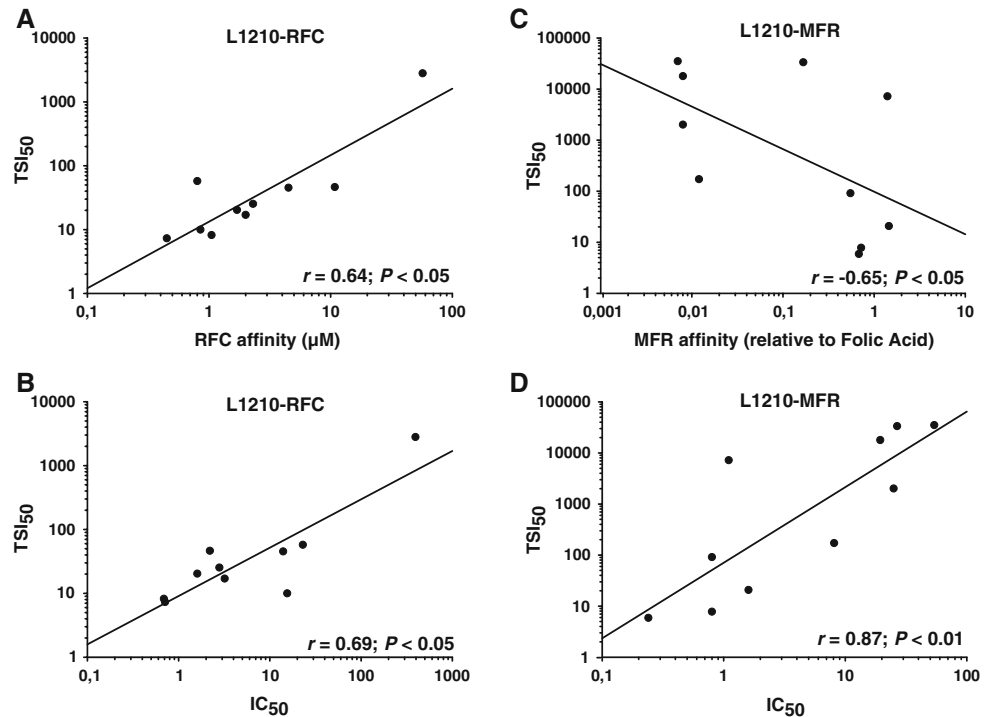 A
L1210-RFC
10000
1000
100
10
1
TSI50
0,1 1 10 100
r = 0.64; P < 0.05
RFC affinity (µM)
C
L1210-MFR
100000
10000
1000
100
10
1
TSI50
0,001 0,01 0,1 1 10
r = -0.65; P < 0.05
MFR affinity (relative to Folic Acid)
B
L1210-RFC
10000
1000
100
10
1
TSI50
0,1 1 10 100 1000
r = 0.69; P < 0.05
IC50
D
L1210-MFR
100000
10000
1000
100
10
1
TSI50
0,1 1 10 100
r = 0.87; P < 0.01
IC50